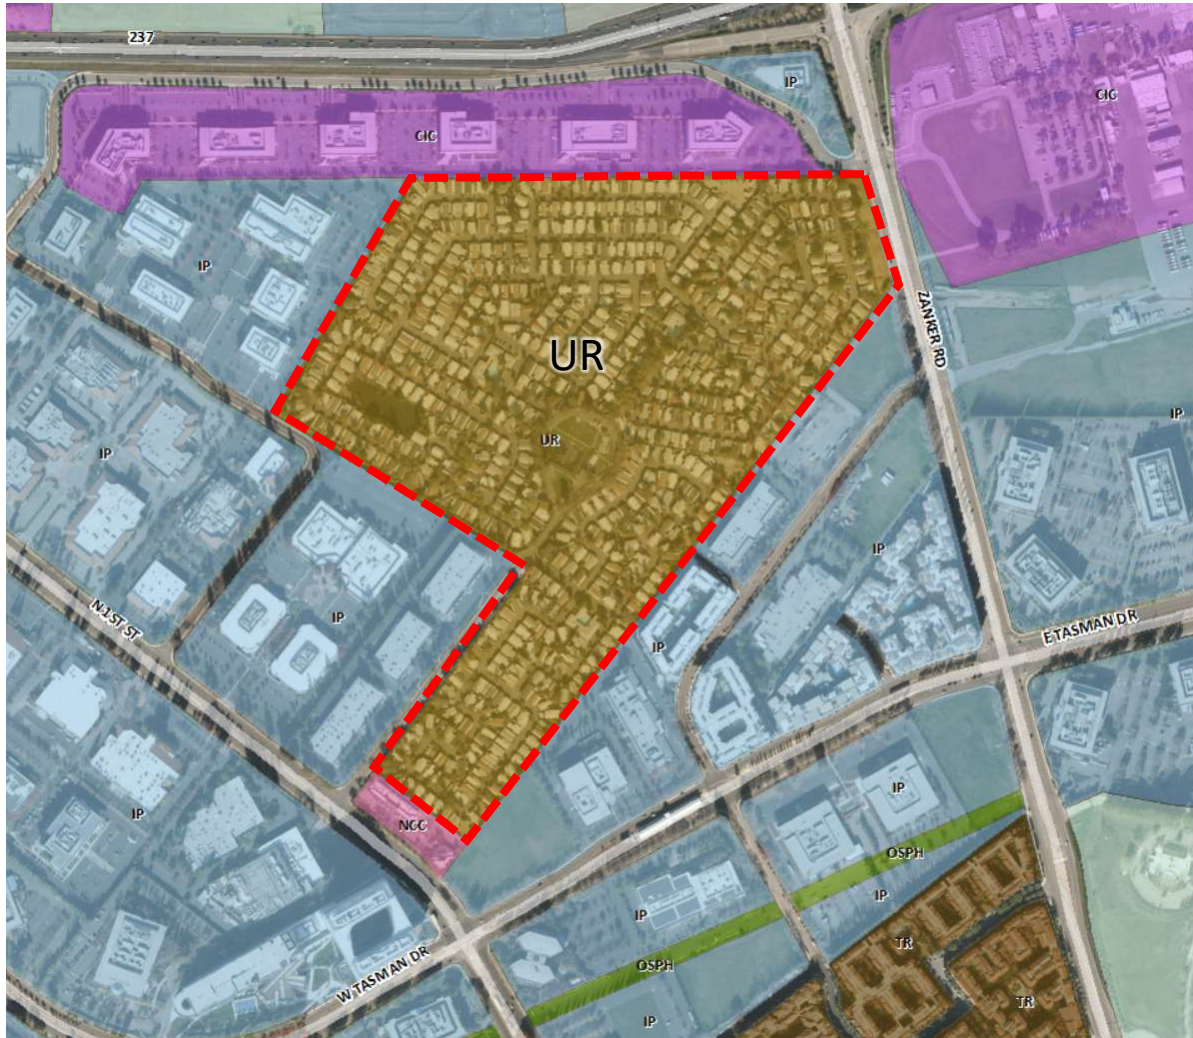 237
IP
CIC
CIC
IP
ZANKER RD
UR
IP
UR
IP
IP
N 1ST ST
IP
IP
E TASMAN DR
IP
IP
NCC
OSPH
IP
IP
TR
OSPH
W TASMAN DR
TR
IP